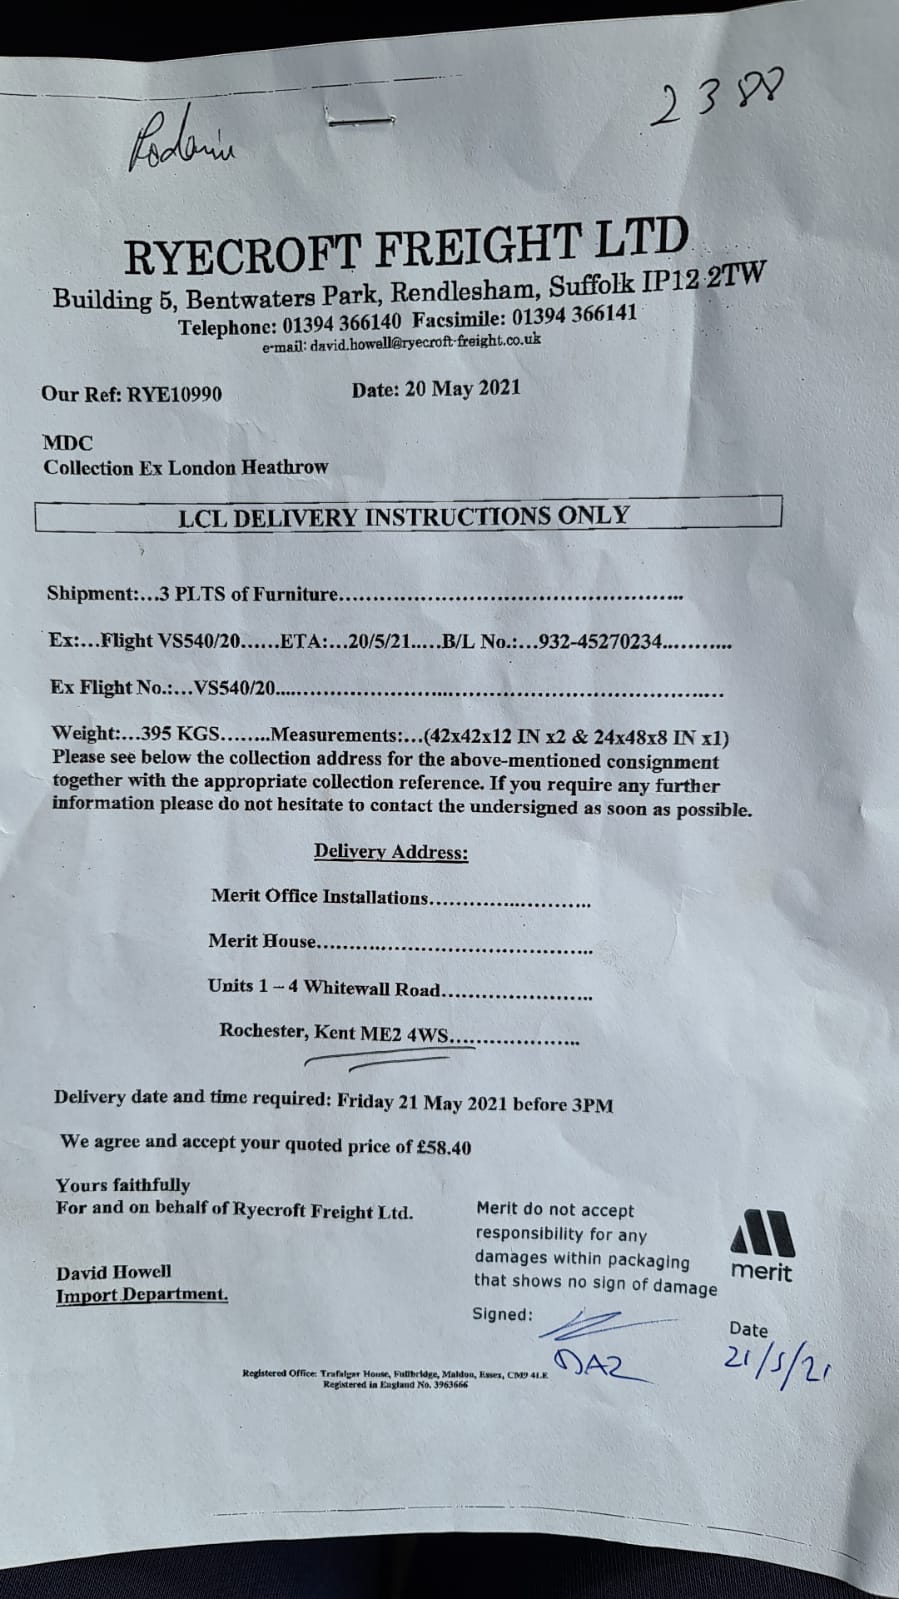 2388
RYECROFT FREIGHT LTD
Building 5, Bentwaters Park, Rendlesham, Suffolk IP12 2TW
Telephone: 01394 366140 Facsimile: 01394 366141
e-mail: david.howell@ryecroft-freight.co.uk
Our Ref: RYE10990 Date: 20 May 2021
MDC
Collection Ex London Heathrow
LCL DELIVERY INSTRUCTIONS ONLY
Shipment:...3 PLTS of Furniture............................................................
Ex:...Flight VS540/20......ETA:...20/5/21.....B/L No.:...932-45270234...........
Ex Flight No.:...VS540/20..............................................................................
Weight:...395 KGS........Measurements:...(42x42x12 IN x2 & 24x48x8 IN x1)
Please see below the collection address for the above-mentioned consignment
together with the appropriate collection reference. If you require any further
information please do not hesitate to contact the undersigned as soon as possible.
Delivery Address:
Merit Office Installations............................
Merit House................................................
Units 1 – 4 Whitewall Road..........................
Rochester, Kent ME2 4WS......................
Delivery date and time required: Friday 21 May 2021 before 3PM
We agree and accept your quoted price of £58.40
Yours faithfully
For and on behalf of Ryecroft Freight Ltd.
David Howell
Import Department.
Merit do not accept
responsibility for any
damages within packaging
that shows no sign of damage
merit
Signed:
DAZ
Date
21/5/21
Registered Office: Trafalgar House, Fullbridge, Maldon, Essex, CM9 4LE
Registered in England No. 3963666